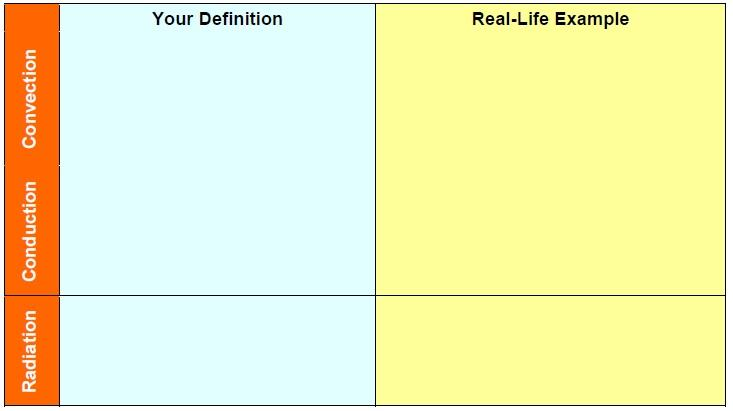 Your Definition
Real-Life Example
Convection
Conduction
Radiation